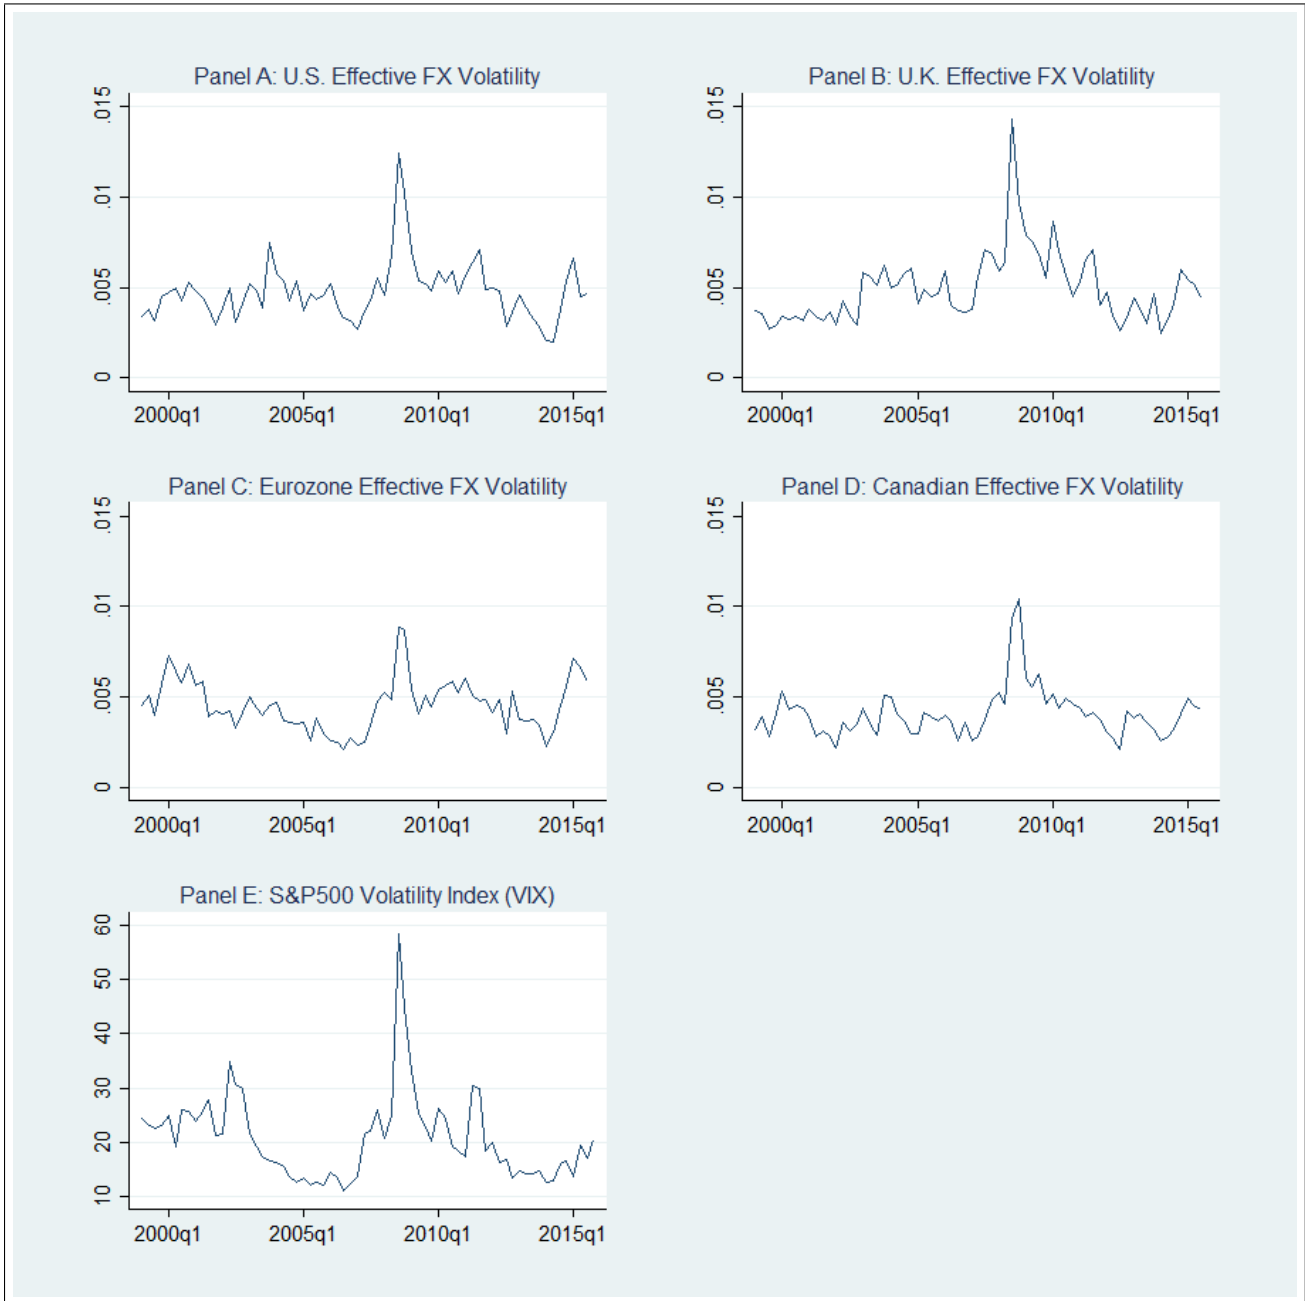 Panel A: U.S. Effective FX Volatility
.015
.01
.005
0
2000q1 2005q1 2010q1 2015q1
Panel B: U.K. Effective FX Volatility
.015
.01
.005
0
2000q1 2005q1 2010q1 2015q1
Panel C: Eurozone Effective FX Volatility
.015
.01
.005
0
2000q1 2005q1 2010q1 2015q1
Panel D: Canadian Effective FX Volatility
.015
.01
.005
0
2000q1 2005q1 2010q1 2015q1
Panel E: S&P500 Volatility Index (VIX)
60
50
40
30
20
10
2000q1 2005q1 2010q1 2015q1